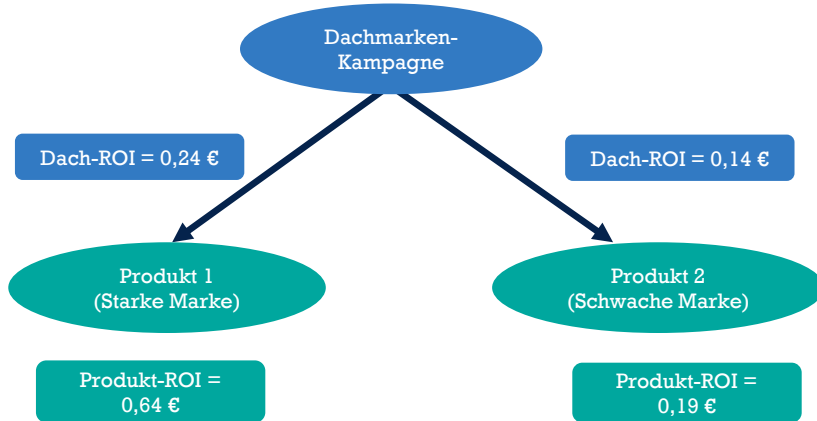 Dachmarken-
Kampagne
Dach-ROI = 0,24 €
Dach-ROI = 0,14 €
Produkt 1
(Starke Marke)
Produkt 2
(Schwache Marke)
Produkt-ROI =
0,64 €
Produkt-ROI =
0,19 €